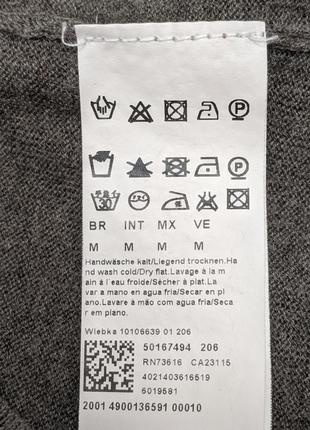 30
BR INT MX VE
M M M M
Handwäsche kalt/Liegend trocknen.Ha
nd wash cold/Dry flat.Lavage à la m
ain à l´eau froide/Sécher à plat.La
var a mano en agua fria/Secar en pl
ano.Lavare à mão com agua fria/Seca
r em plano.
Wiebka 10106639 01 206
50167494 206
RN73616 CA23115
4021403616519
6019581
2001 4900136591 00010